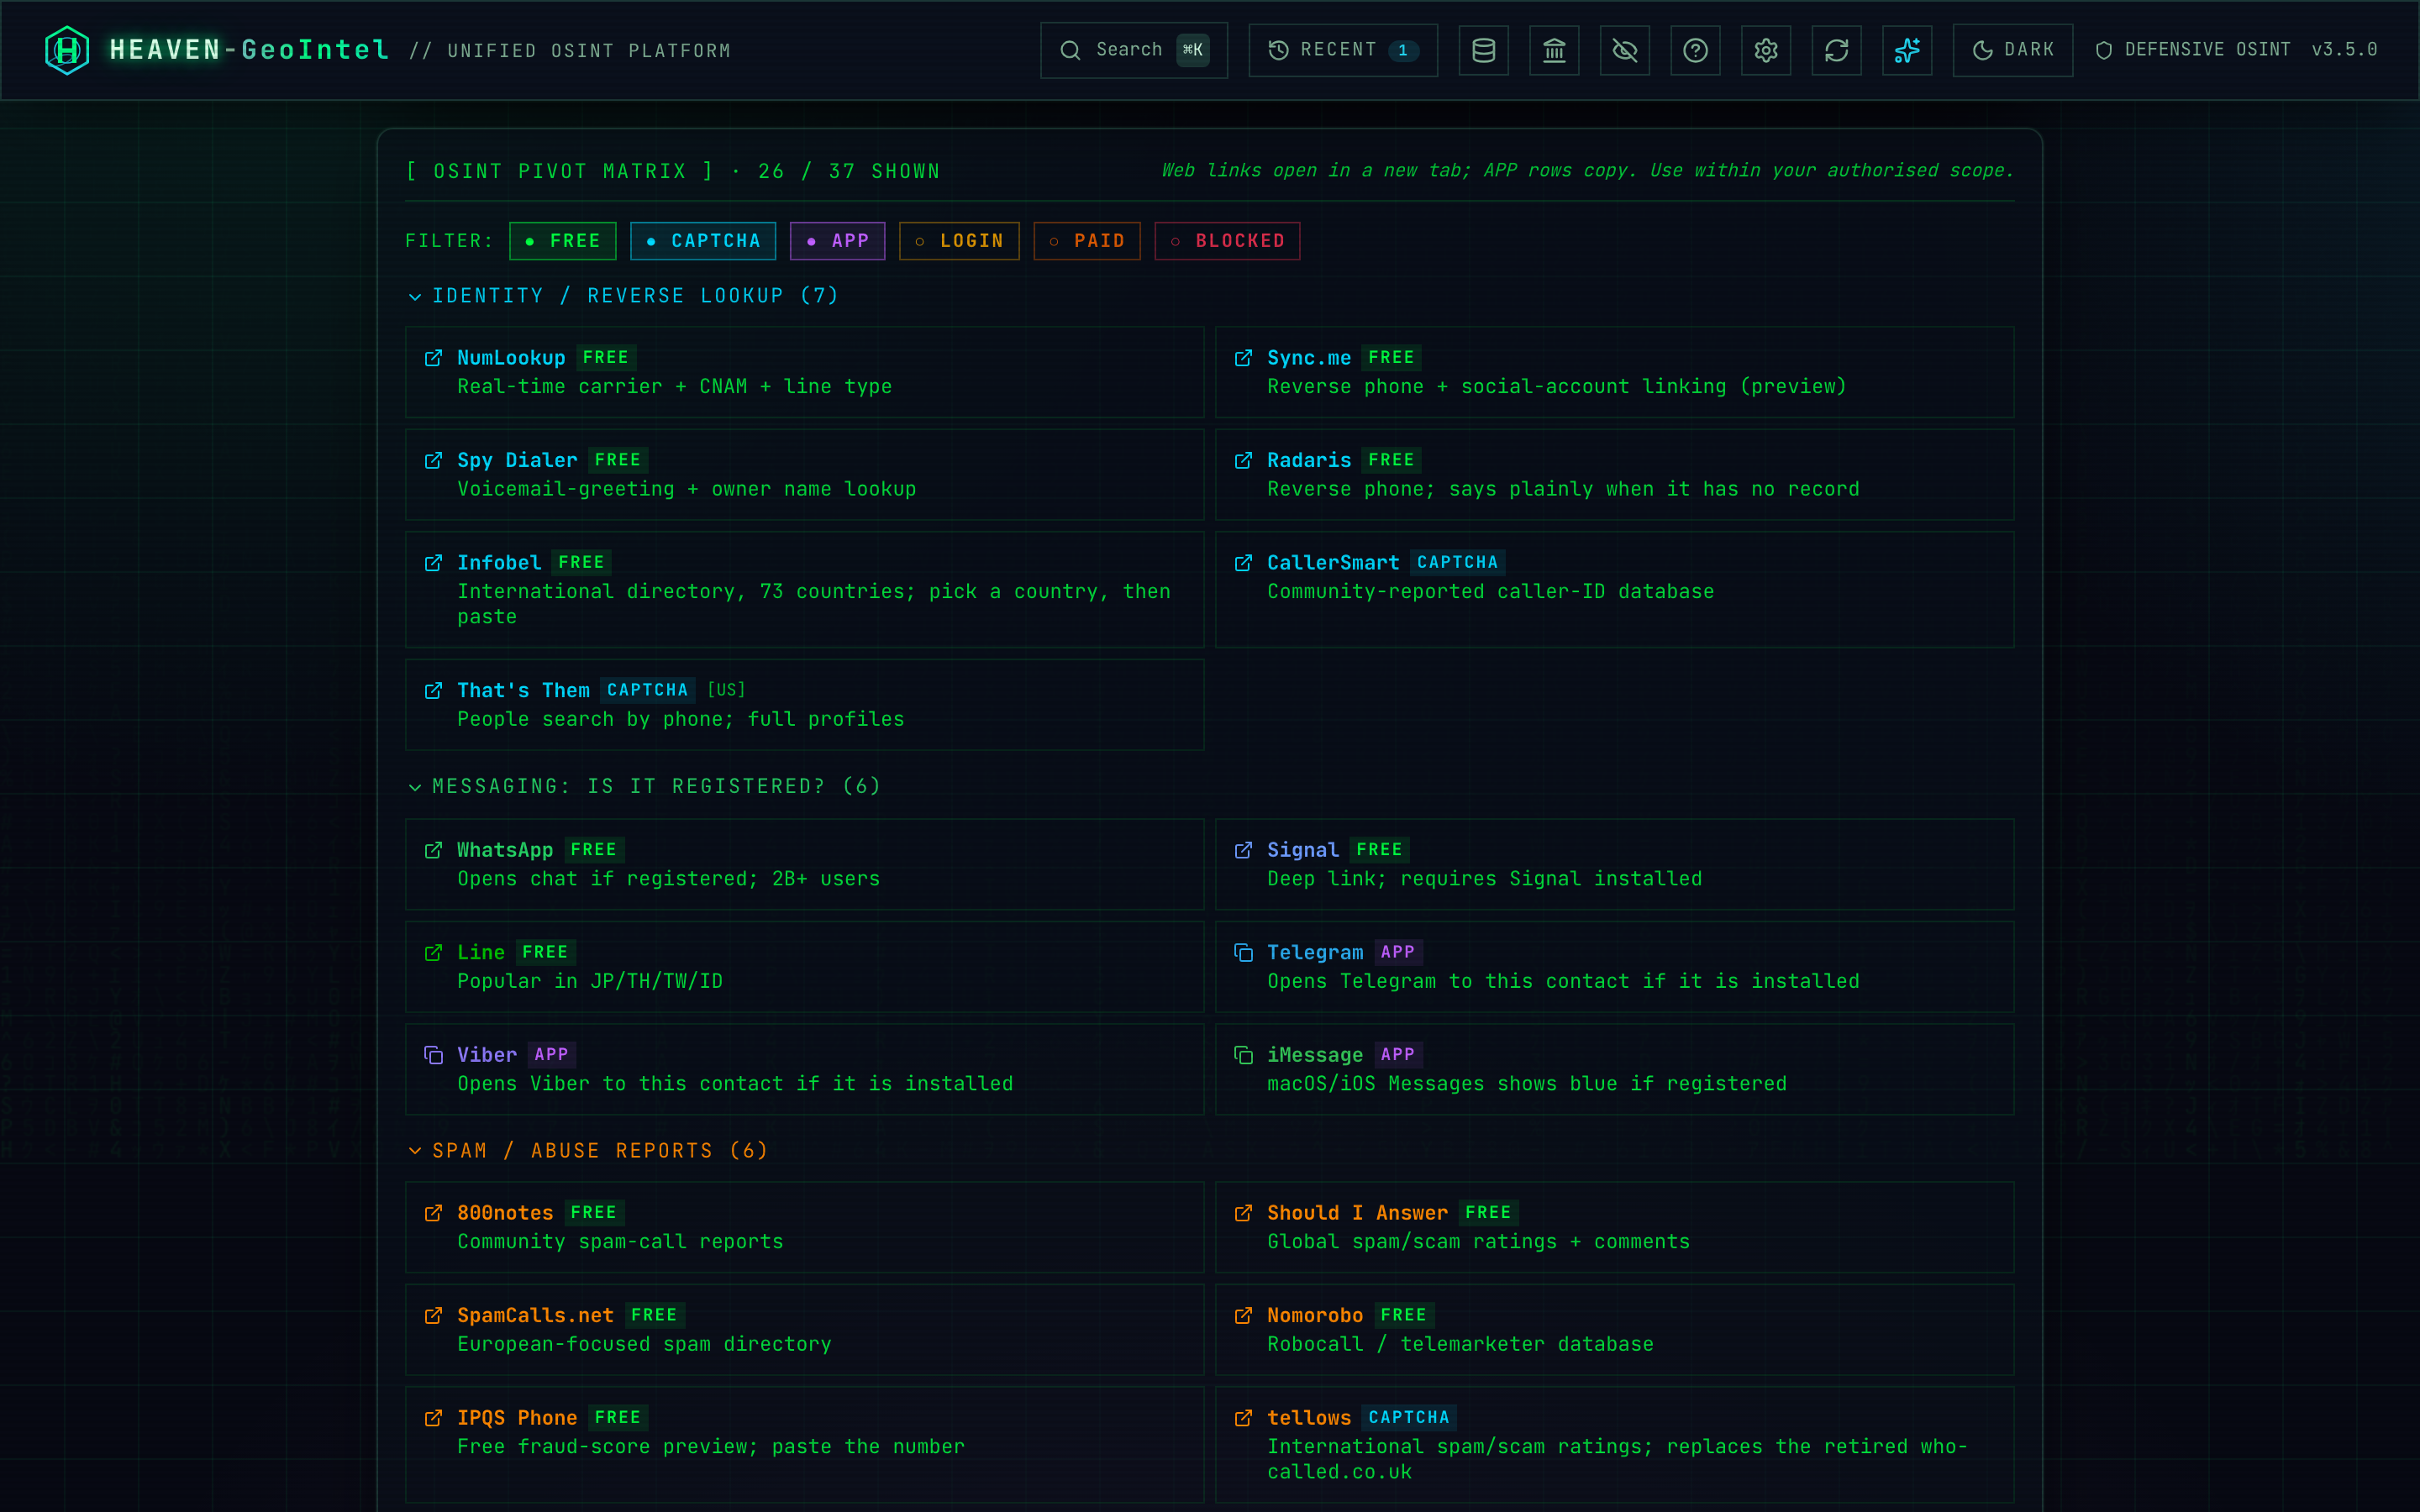 HEAVEN-GeoIntel // UNIFIED OSINT PLATFORM
Search ⌘K
RECENT 1
DARK
DEFENSIVE OSINT v3.5.0
[ OSINT PIVOT MATRIX ] · 26 / 37 SHOWN
Web links open in a new tab; APP rows copy. Use within your authorised scope.
FILTER: FREE CAPTCHA APP LOGIN PAID BLOCKED
IDENTITY / REVERSE LOOKUP (7)
NumLookup FREE
Real-time carrier + CNAM + line type
Sync.me FREE
Reverse phone + social-account linking (preview)
Spy Dialer FREE
Voicemail-greeting + owner name lookup
Radaris FREE
Reverse phone; says plainly when it has no record
Infobel FREE
International directory, 73 countries; pick a country, then
paste
CallerSmart CAPTCHA
Community-reported caller-ID database
That's Them CAPTCHA [US]
People search by phone; full profiles
MESSAGING: IS IT REGISTERED? (6)
WhatsApp FREE
Opens chat if registered; 2B+ users
Signal FREE
Deep link; requires Signal installed
Line FREE
Popular in JP/TH/TW/ID
Telegram APP
Opens Telegram to this contact if it is installed
Viber APP
Opens Viber to this contact if it is installed
iMessage APP
macOS/iOS Messages shows blue if registered
SPAM / ABUSE REPORTS (6)
800notes FREE
Community spam-call reports
Should I Answer FREE
Global spam/scam ratings + comments
SpamCalls.net FREE
European-focused spam directory
Nomorobo FREE
Robocall / telemarketer database
IPQS Phone FREE
Free fraud-score preview; paste the number
tellows CAPTCHA
International spam/scam ratings; replaces the retired who-
called.co.uk